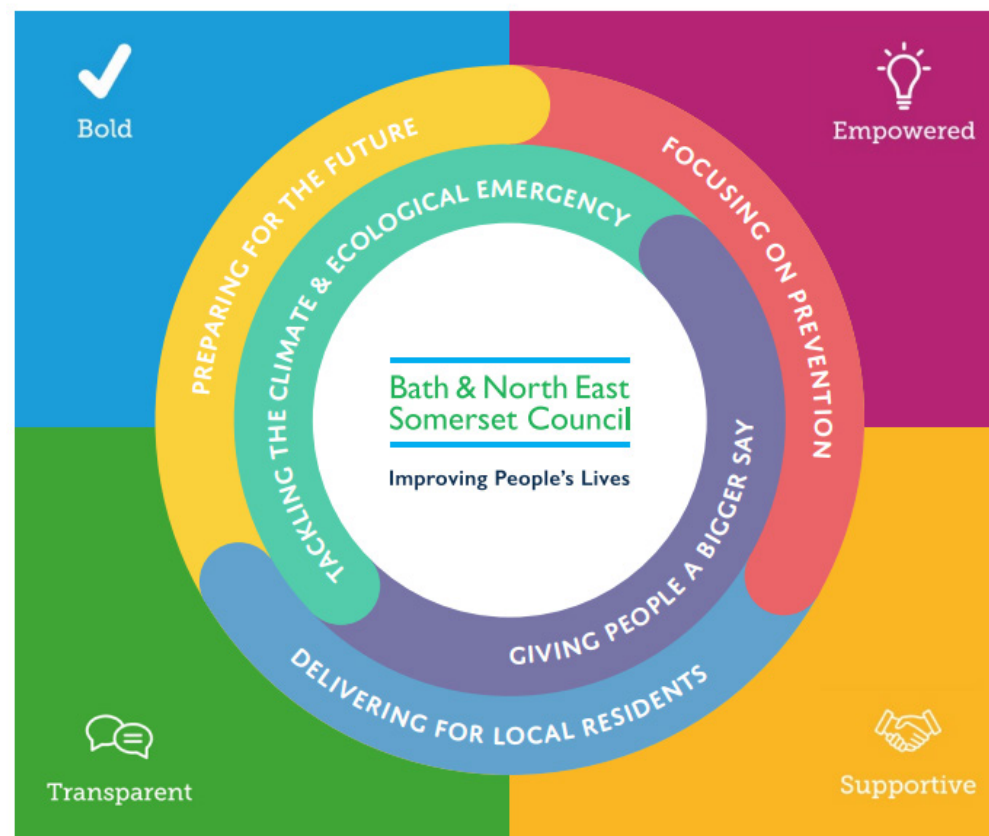 Bold
Empowered
PREPARING FOR THE FUTURE
FOCUSING ON PREVENTION
TACKLING THE CLIMATE & ECOLOGICAL EMERGENCY
Bath & North East
Somerset Council
Improving People's Lives
GIVING PEOPLE A BIGGER SAY
DELIVERING FOR LOCAL RESIDENTS
Transparent
Supportive